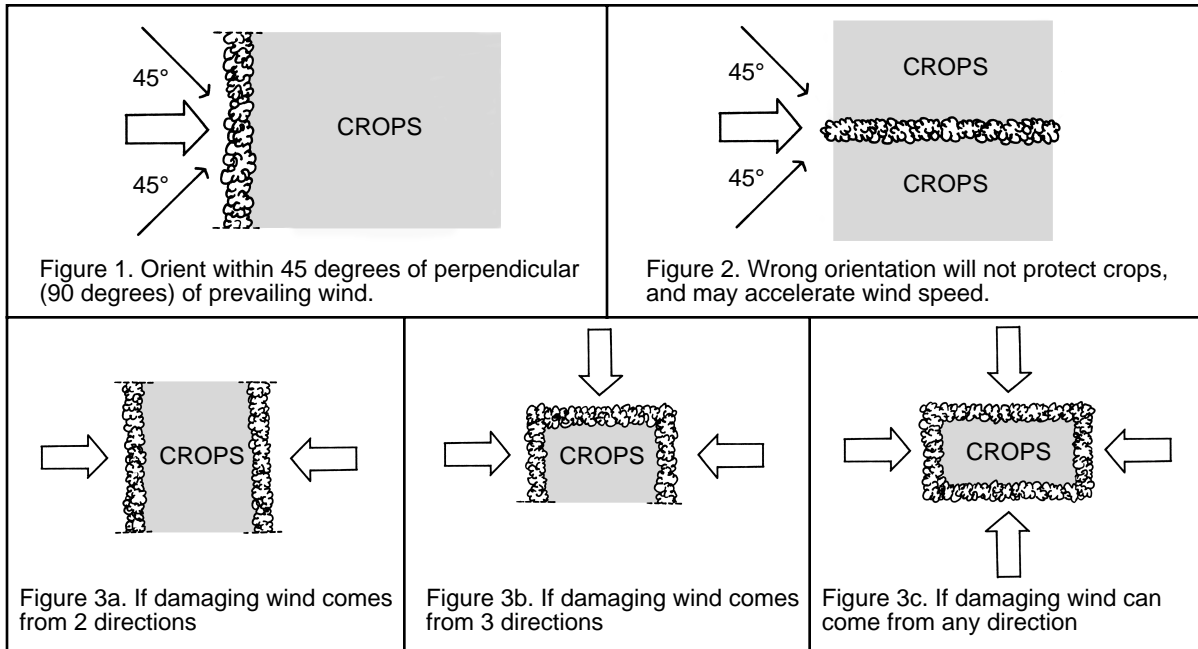 45°
CROPS
45°
Figure 1. Orient within 45 degrees of perpendicular
(90 degrees) of prevailing wind.
CROPS
45°
45°
CROPS
Figure 2. Wrong orientation will not protect crops,
and may accelerate wind speed.
CROPS
Figure 3a. If damaging wind comes
from 2 directions
CROPS
Figure 3b. If damaging wind comes
from 3 directions
CROPS
Figure 3c. If damaging wind can
come from any direction